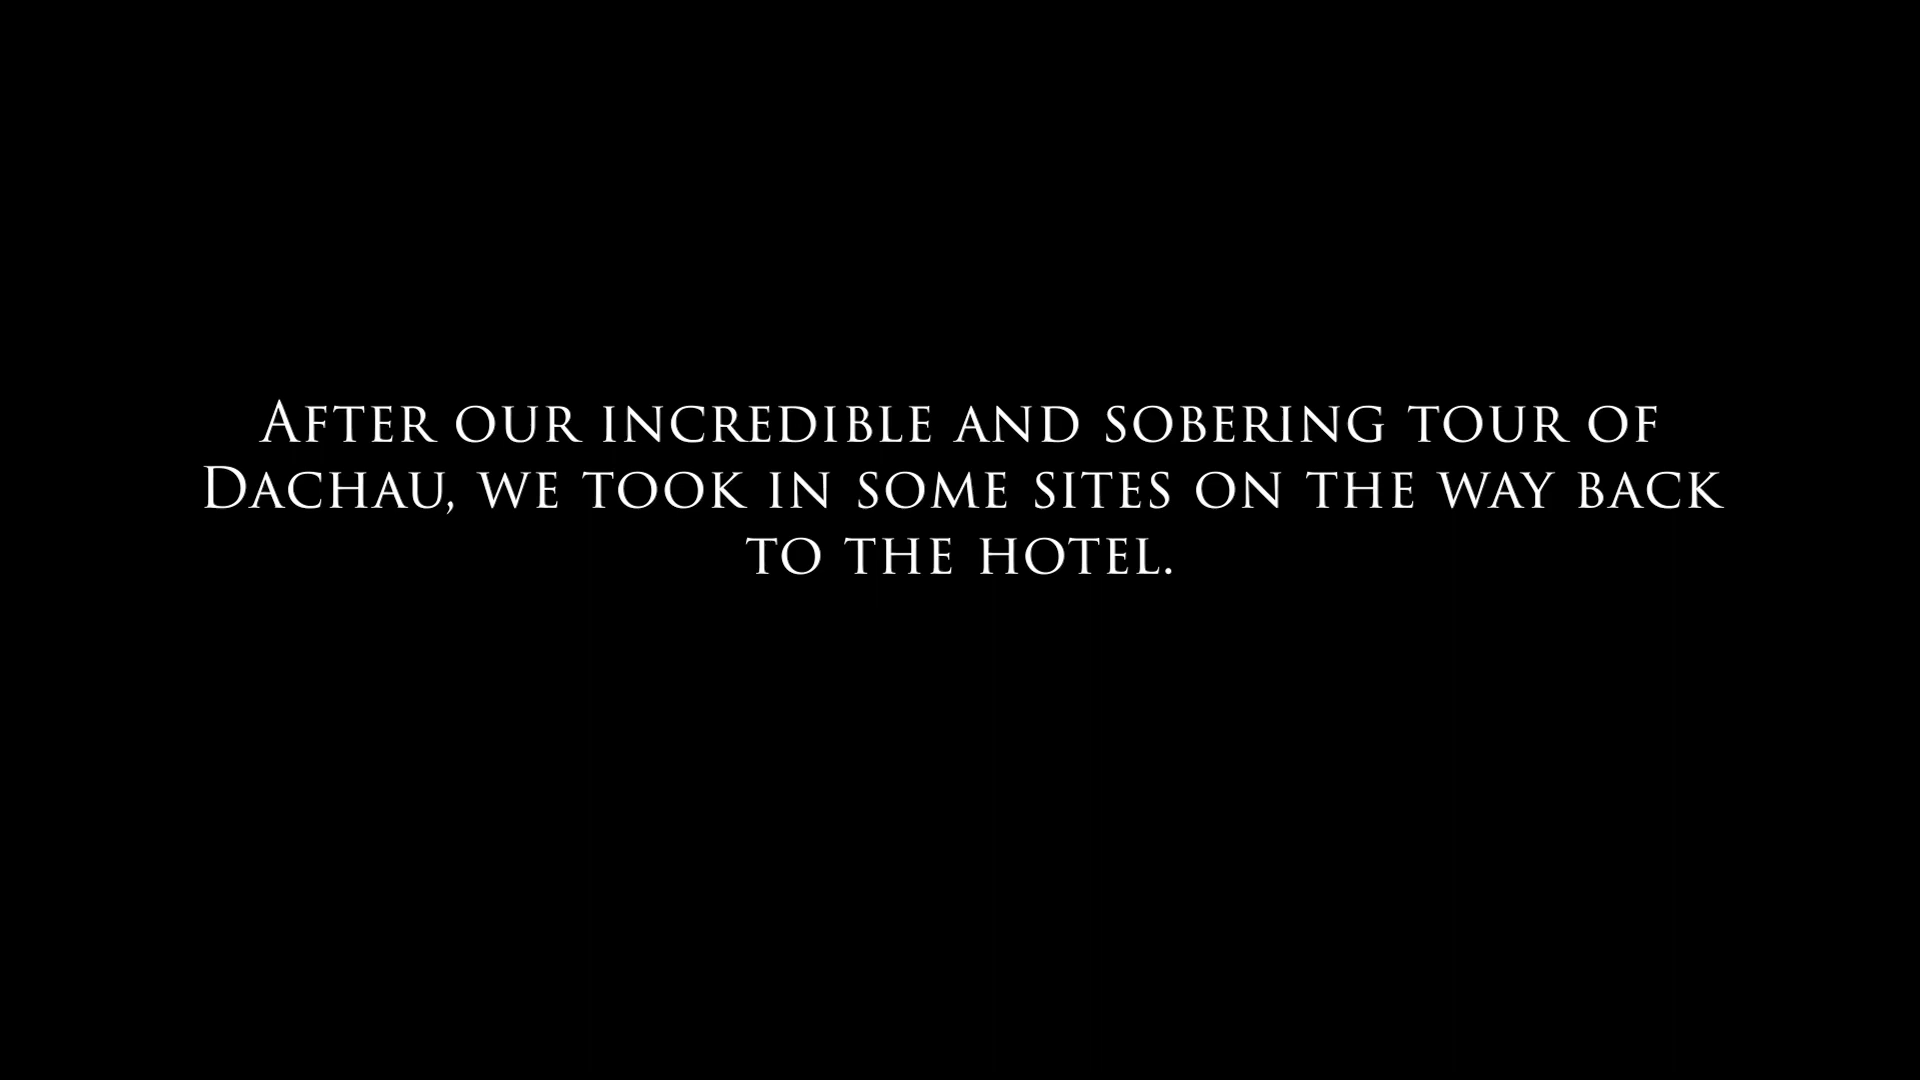 After our incredible and sobering tour of
Dachau, we took in some sites on the way back
to the hotel.